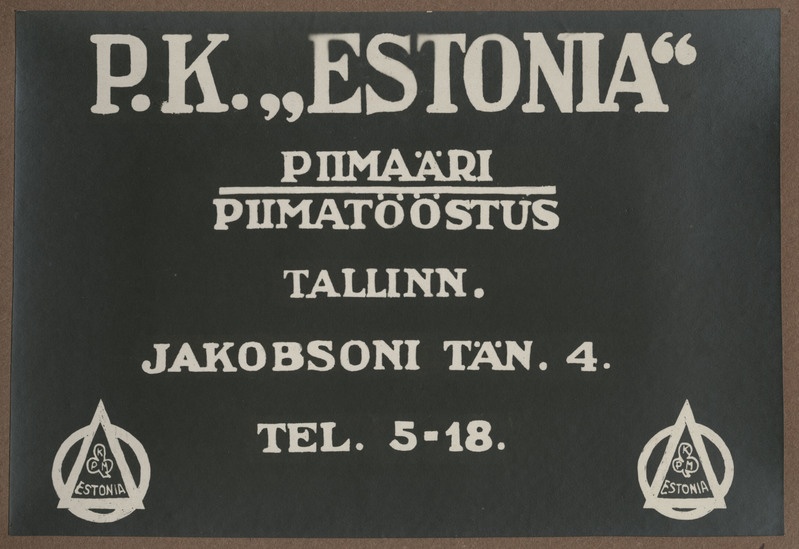 P.K. „ESTONIA“
PIIMAÄRI
PIIMATÖÖSTUS
TALLINN.
JAKOBSONI TÄN. 4.
TEL. 5-18.
K
P M
ESTONIA
K
P M
ESTONIA